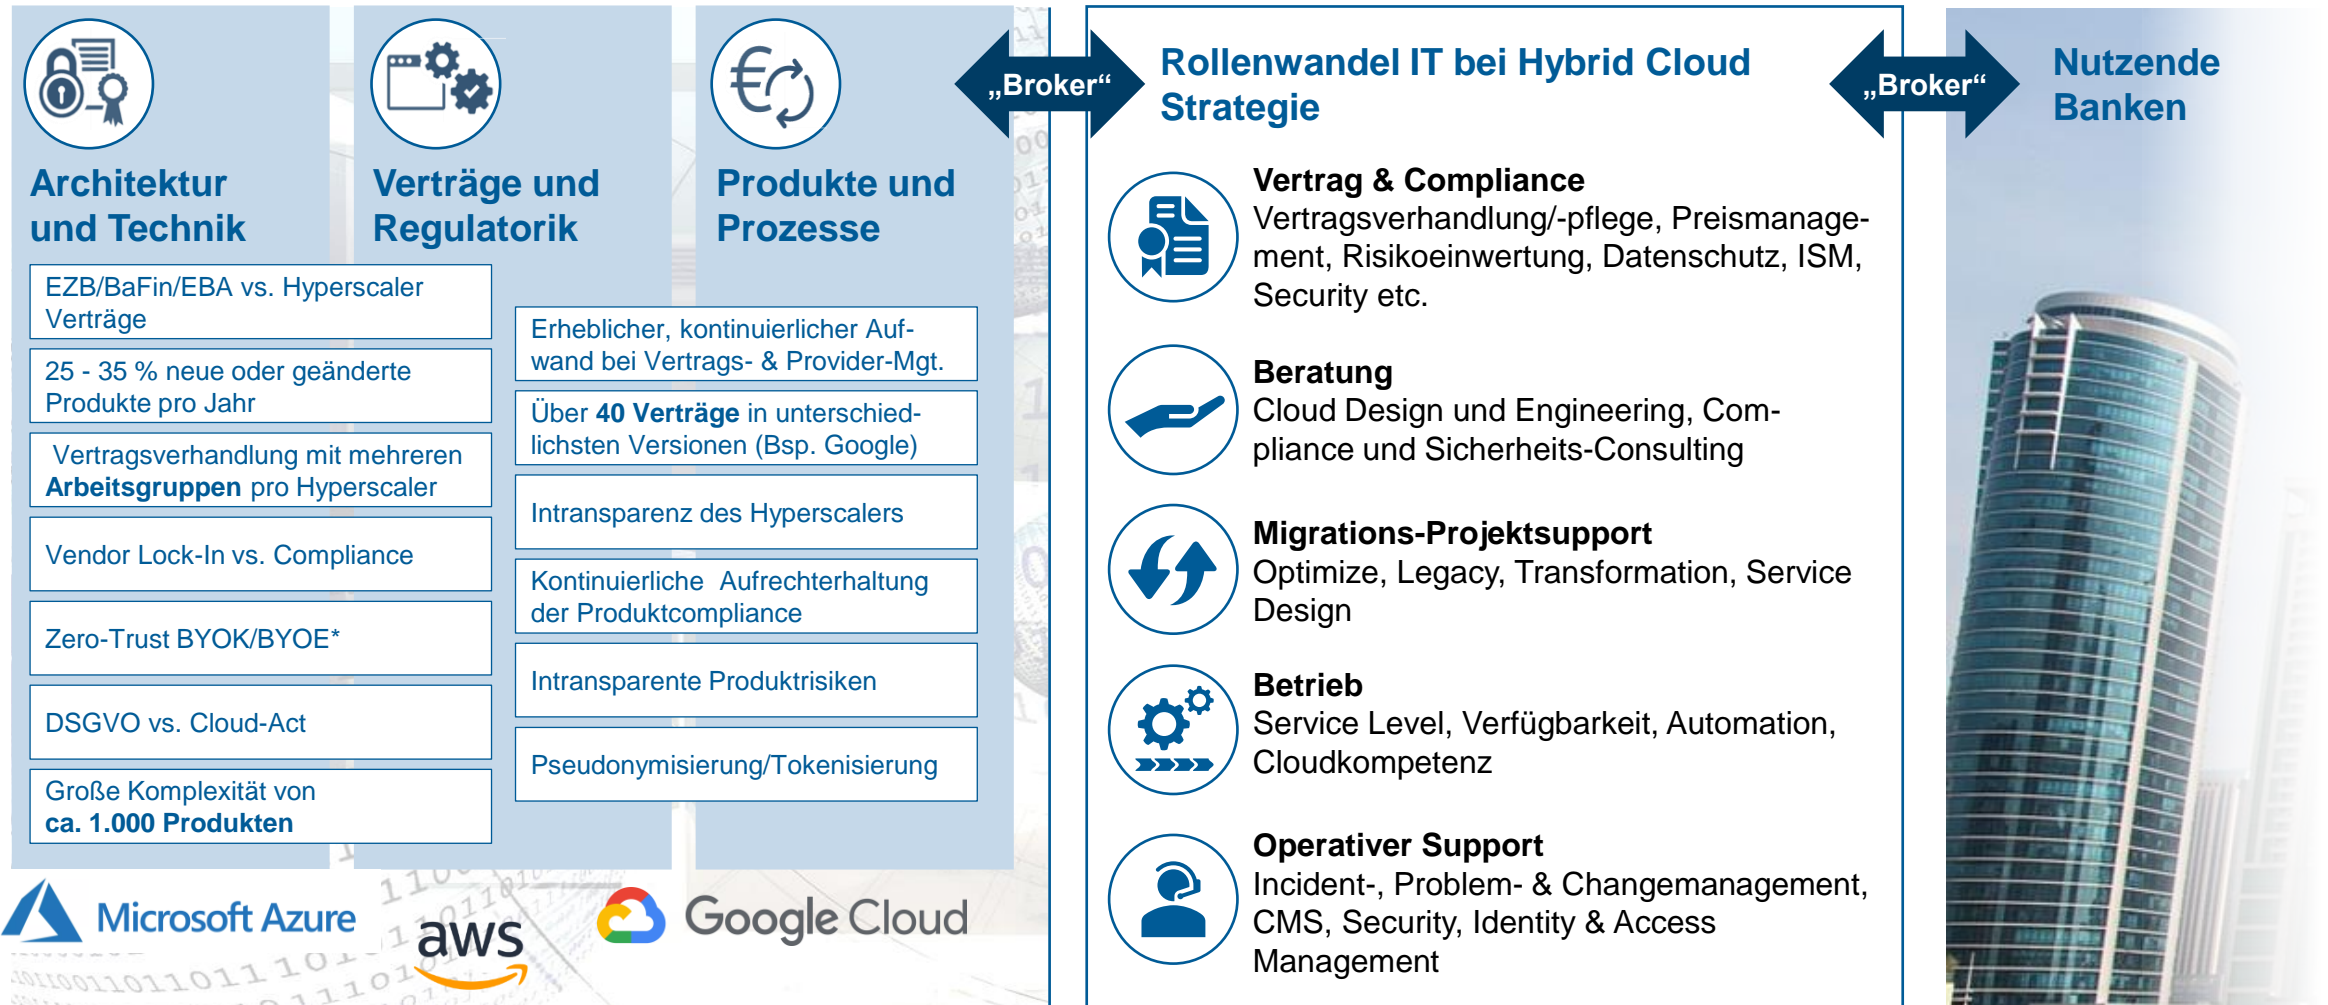 Architektur
und Technik
Verträge und
Regulatorik
Produkte und
Prozesse
EZB/BaFin/EBA vs. Hyperscaler
Verträge
25 - 35 % neue oder geänderte
Produkte pro Jahr
Vertragsverhandlung mit mehreren
Arbeitsgruppen pro Hyperscaler
Vendor Lock-In vs. Compliance
Zero-Trust BYOK/BYOE*
DSGVO vs. Cloud-Act
Große Komplexität von
ca. 1.000 Produkten
Erheblicher, kontinuierlicher Auf-
wand bei Vertrags- & Provider-Mgt.
Über 40 Verträge in unterschied-
lichsten Versionen (Bsp. Google)
Intransparenz des Hyperscalers
Kontinuierliche Aufrechterhaltung
der Produktcompliance
Intransparente Produktrisiken
Pseudonymisierung/Tokenisierung
Microsoft Azure
aws
Google Cloud
„Broker“
Rollenwandel IT bei Hybrid Cloud
Strategie
Vertrag & Compliance
Vertragsverhandlung/-pflege, Preismanage-
ment, Risikoeinwertung, Datenschutz, ISM,
Security etc.
Beratung
Cloud Design und Engineering, Com-
pliance und Sicherheits-Consulting
Migrations-Projektsupport
Optimize, Legacy, Transformation, Service
Design
Betrieb
Service Level, Verfügbarkeit, Automation,
Cloudkompetenz
Operativer Support
Incident-, Problem- & Changemanagement,
CMS, Security, Identity & Access
Management
„Broker“
Nutzende
Banken